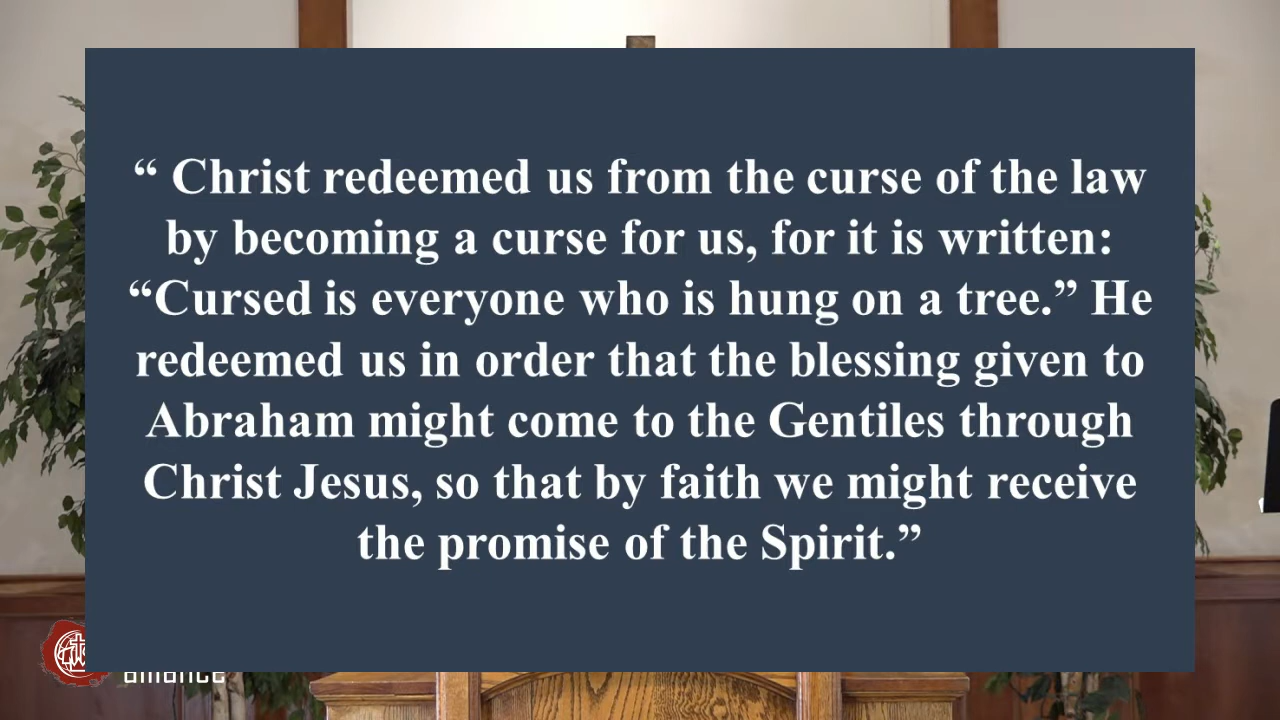 “ Christ redeemed us from the curse of the law
by becoming a curse for us, for it is written:
“Cursed is everyone who is hung on a tree.” He
redeemed us in order that the blessing given to
Abraham might come to the Gentiles through
Christ Jesus, so that by faith we might receive
the promise of the Spirit.”